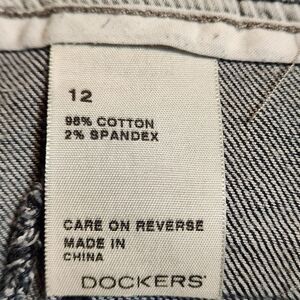 12
98% COTTON
2% SPANDEX
CARE ON REVERSE
MADE IN
CHINA
DOCKERS®